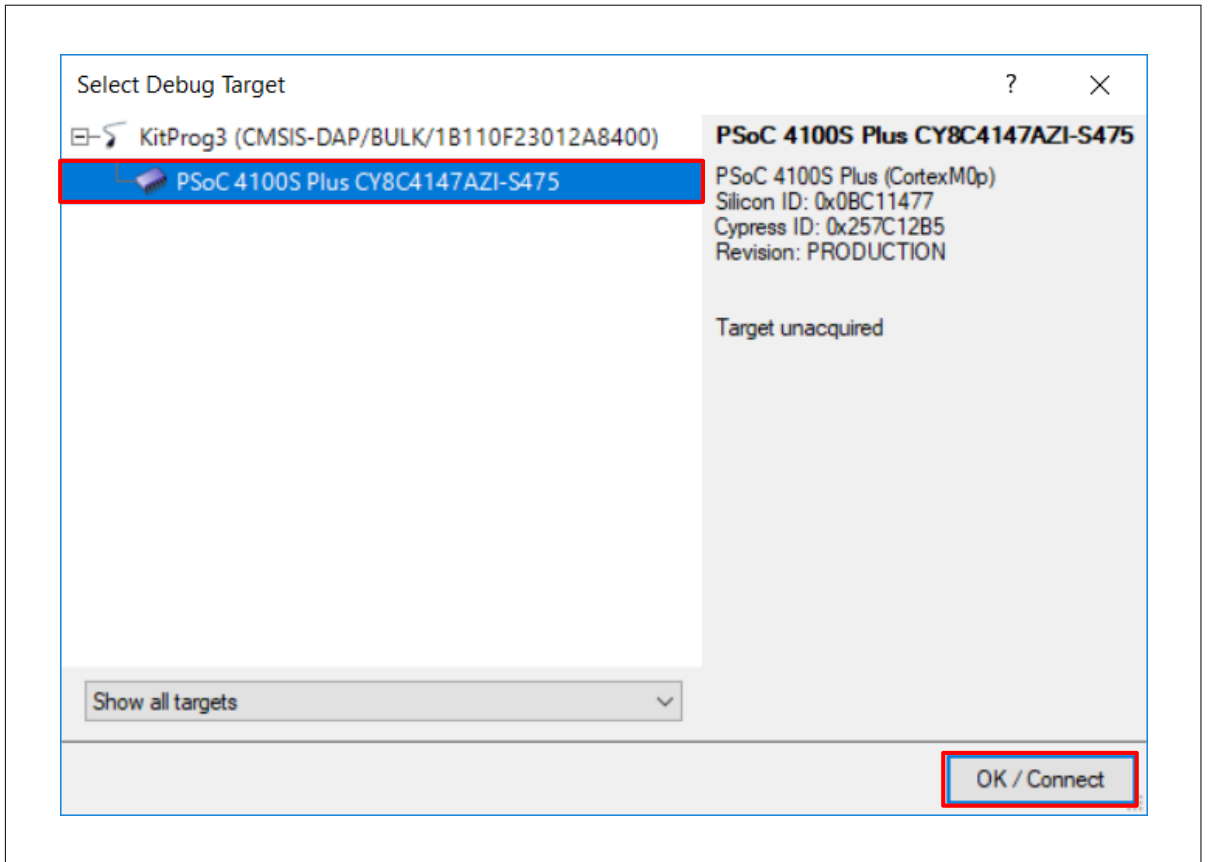 Select Debug Target
?
KitProg3 (CMSIS-DAP/BULK/1B110F23012A8400)
PSoC 4100S Plus CY8C4147AZI-S475
PSoC 4100S Plus CY8C4147AZI-S475
PSoC 4100S Plus (CortexM0p)
Silicon ID: 0x0BC11477
Cypress ID: 0x257C12B5
Revision: PRODUCTION
Target unacquired
Show all targets
OK / Connect